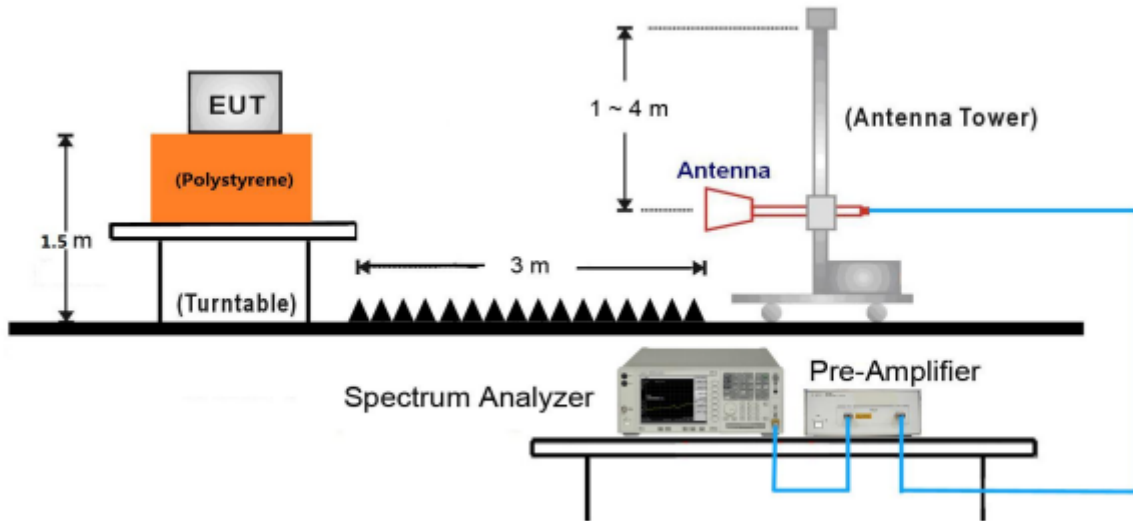 EUT
1 ~ 4 m
(Antenna Tower)
(Polystyrene)
Antenna
1.5 m
3 m
(Turntable)
Spectrum Analyzer
Pre-Amplifier